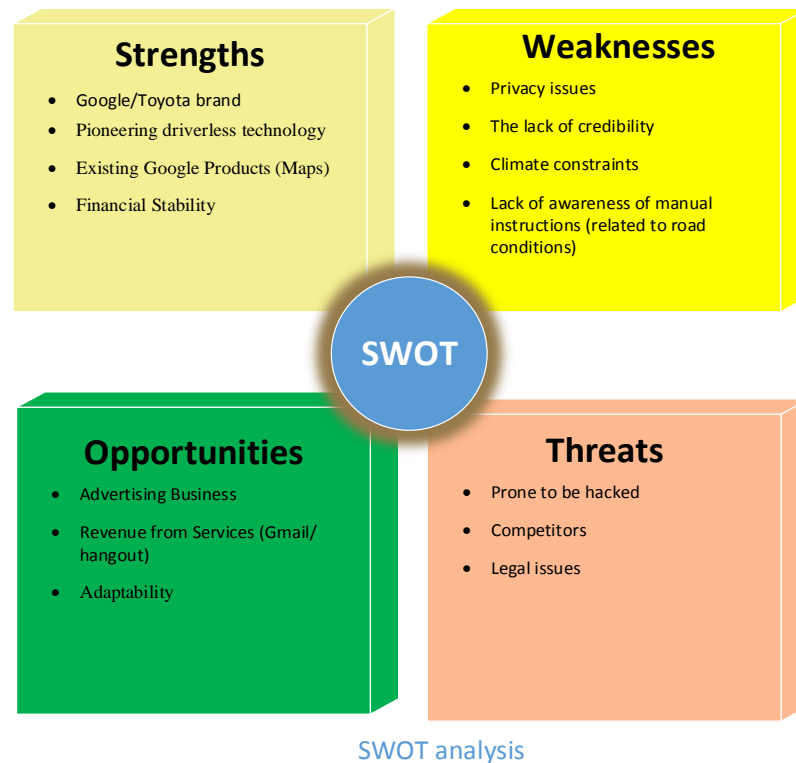 Strengths
• Google/Toyota brand
• Pioneering driverless technology
• Existing Google Products (Maps)
• Financial Stability
Weaknesses
• Privacy issues
• The lack of credibility
• Climate constraints
• Lack of awareness of manual
instructions (related to road
conditions)
SWOT
Opportunities
• Advertising Business
• Revenue from Services (Gmail/
hangout)
• Adaptability
Threats
• Prone to be hacked
• Competitors
• Legal issues
SWOT analysis